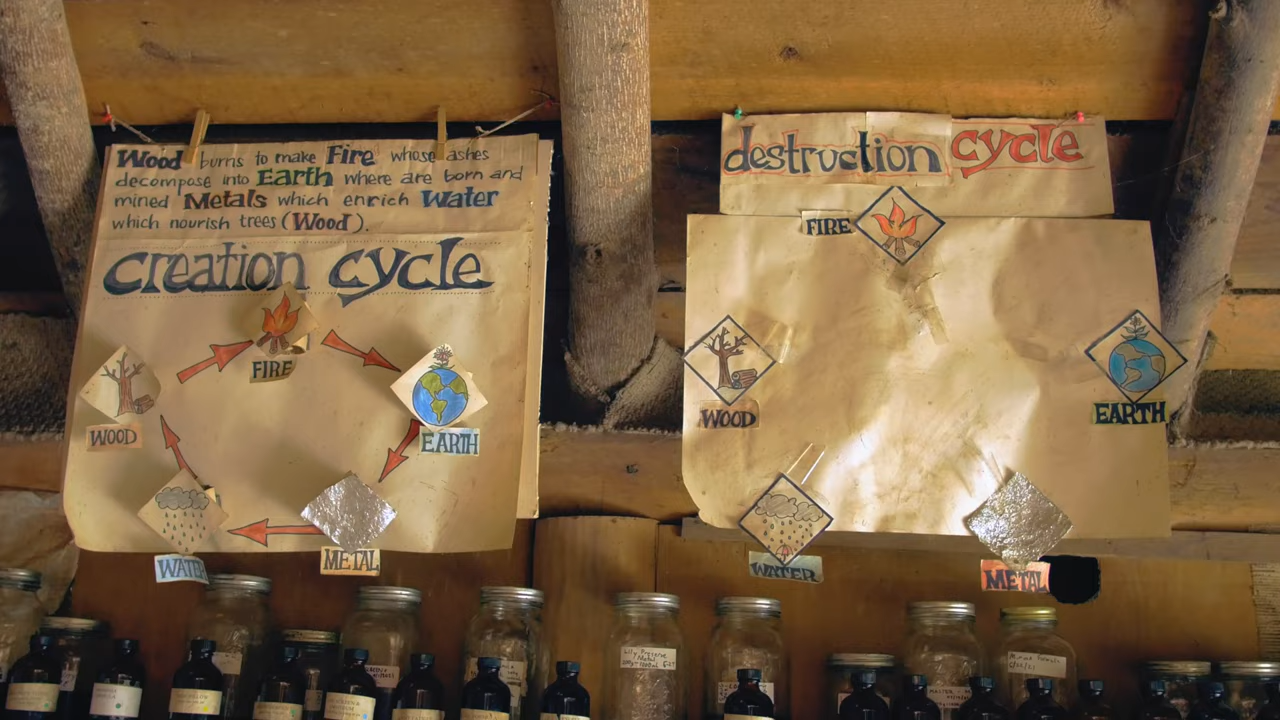 Wood burns to make Fire whose ashes
decompose into Earth where are born and
mined Metals which enrich Water
which nourish trees (Wood).
creation cycle
FIRE
WOOD
EARTH
WATER
METAL
destruction cycle
FIRE
WOOD
EARTH
WATER
METAL